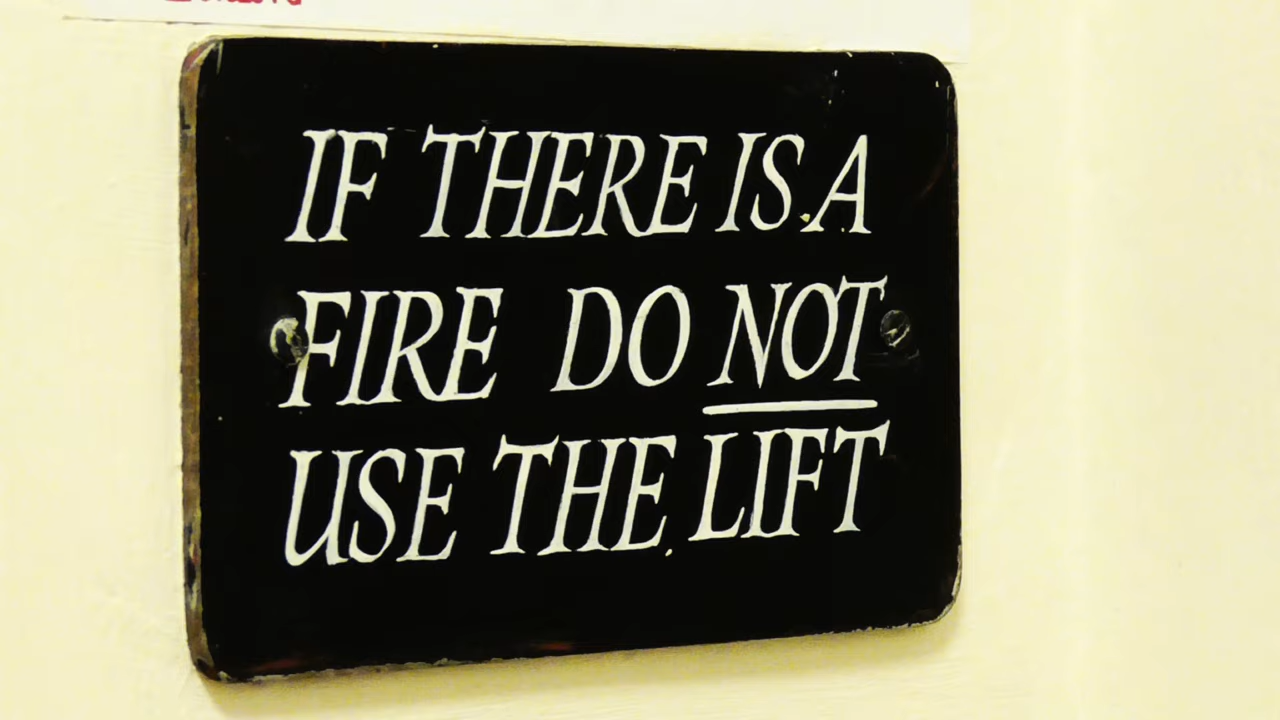 IF THERE IS A
FIRE DO NOT
USE THE LIFT